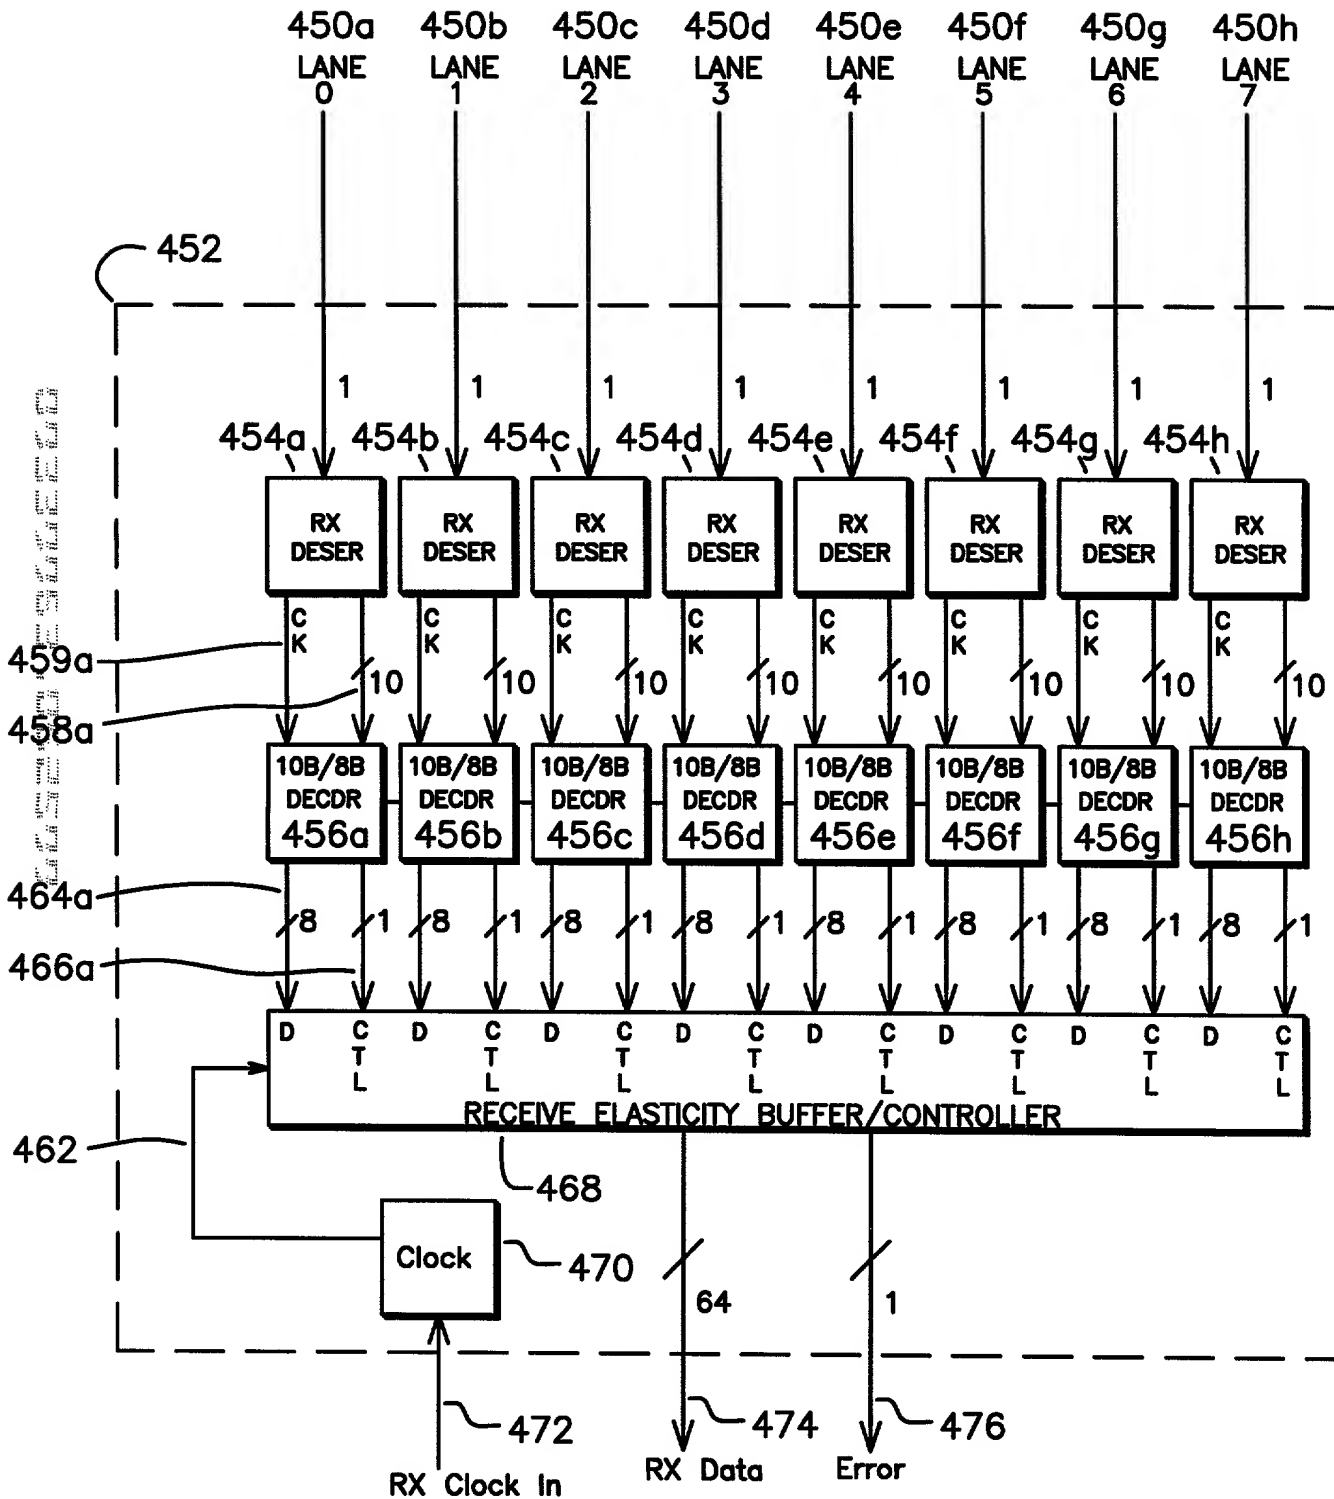 450a 450b 450c 450d 450e 450f 450g 450h
LANE LANE LANE LANE LANE LANE LANE LANE
0 1 2 3 4 5 6 7
452
1 1 1 1 1 1 1 1
454a 454b 454c 454d 454e 454f 454g 454h
RX RX RX RX RX RX RX RX
DESER DESER DESER DESER DESER DESER DESER DESER
C C C C C C C C
K K K K K K K K
459a
10 10 10 10 10 10 10 10
458a
10B/8B 10B/8B 10B/8B 10B/8B 10B/8B 10B/8B 10B/8B 10B/8B
DECDR DECDR DECDR DECDR DECDR DECDR DECDR DECDR
456a 456b 456c 456d 456e 456f 456g 456h
464a
8 1 8 1 8 1 8 1 8 1 8 1 8 1 8 1
466a
D C D C D C D C D C D C D C D C
T T T T T T T T
L L L L L L L L
RECEIVE ELASTICITY BUFFER/CONTROLLER
462
468
Clock
470
64 1
472 474 476
RX Clock In RX Data Error